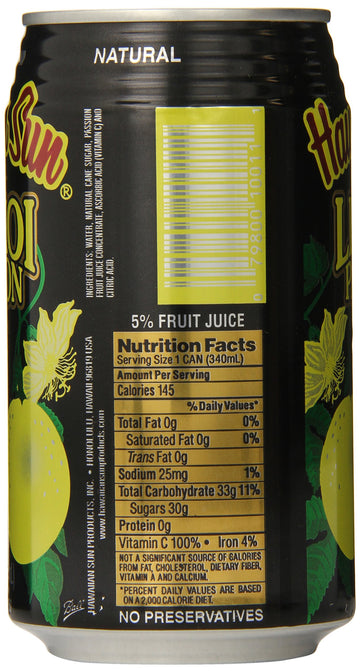 NATURAL
Sun®
OI
ON
INGREDIENTS: WATER, NATURAL CANE SUGAR, PASSION
FRUIT JUICE CONCENTRATE, ASCORBIC ACID (VITAMIN C) AND
CITRIC ACID.
5% FRUIT JUICE
Nutrition Facts
Serving Size 1 CAN (340mL)
Amount Per Serving
Calories 145
% Daily Values*
Total Fat 0g 0%
Saturated Fat 0g 0%
Trans Fat 0g
Sodium 25mg 1%
Total Carbohydrate 33g 11%
Sugars 30g
Protein 0g
Vitamin C 100% • Iron 4%
NOT A SIGNIFICANT SOURCE OF CALORIES
FROM FAT, CHOLESTEROL, DIETARY FIBER,
VITAMIN A AND CALCIUM.
*PERCENT DAILY VALUES ARE BASED
ON A 2,000 CALORIE DIET.
NO PRESERVATIVES
HAWAIIAN SUN PRODUCTS, INC. • HONOLULU, HAWAII 96819 USA
www.hawaiiansunproducts.com
Ball
Ha
L